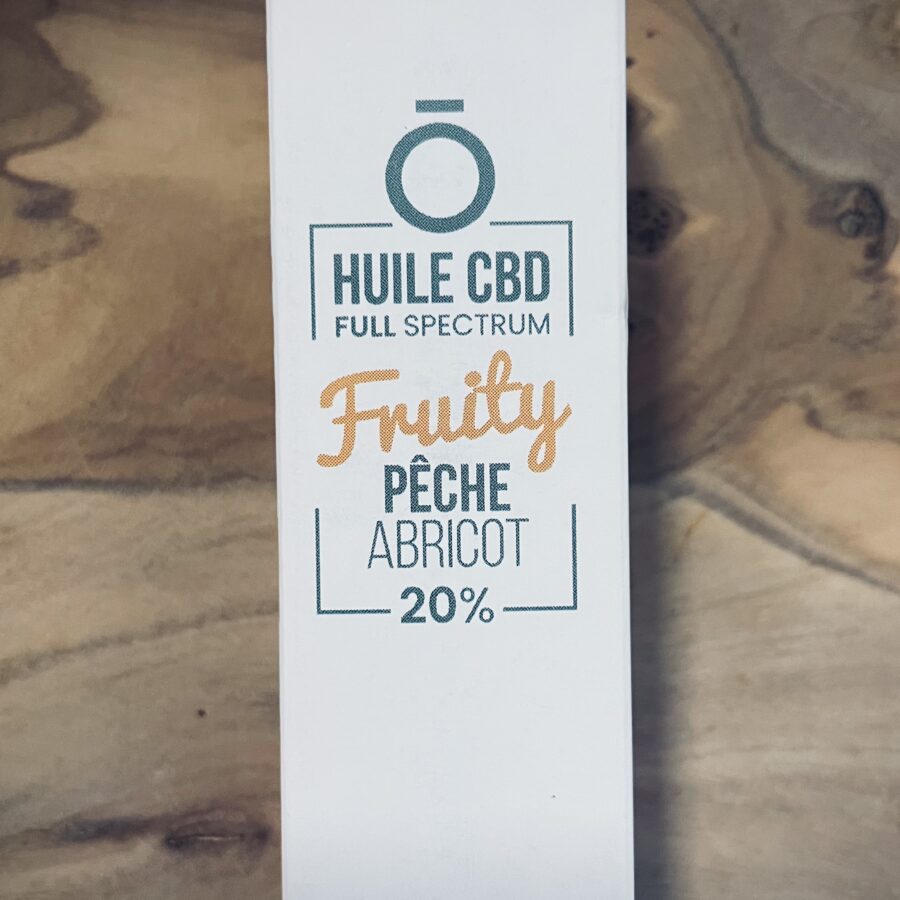 Ō
HUILE CBD
FULL SPECTRUM
Fruity
PÊCHE
ABRICOT
20%